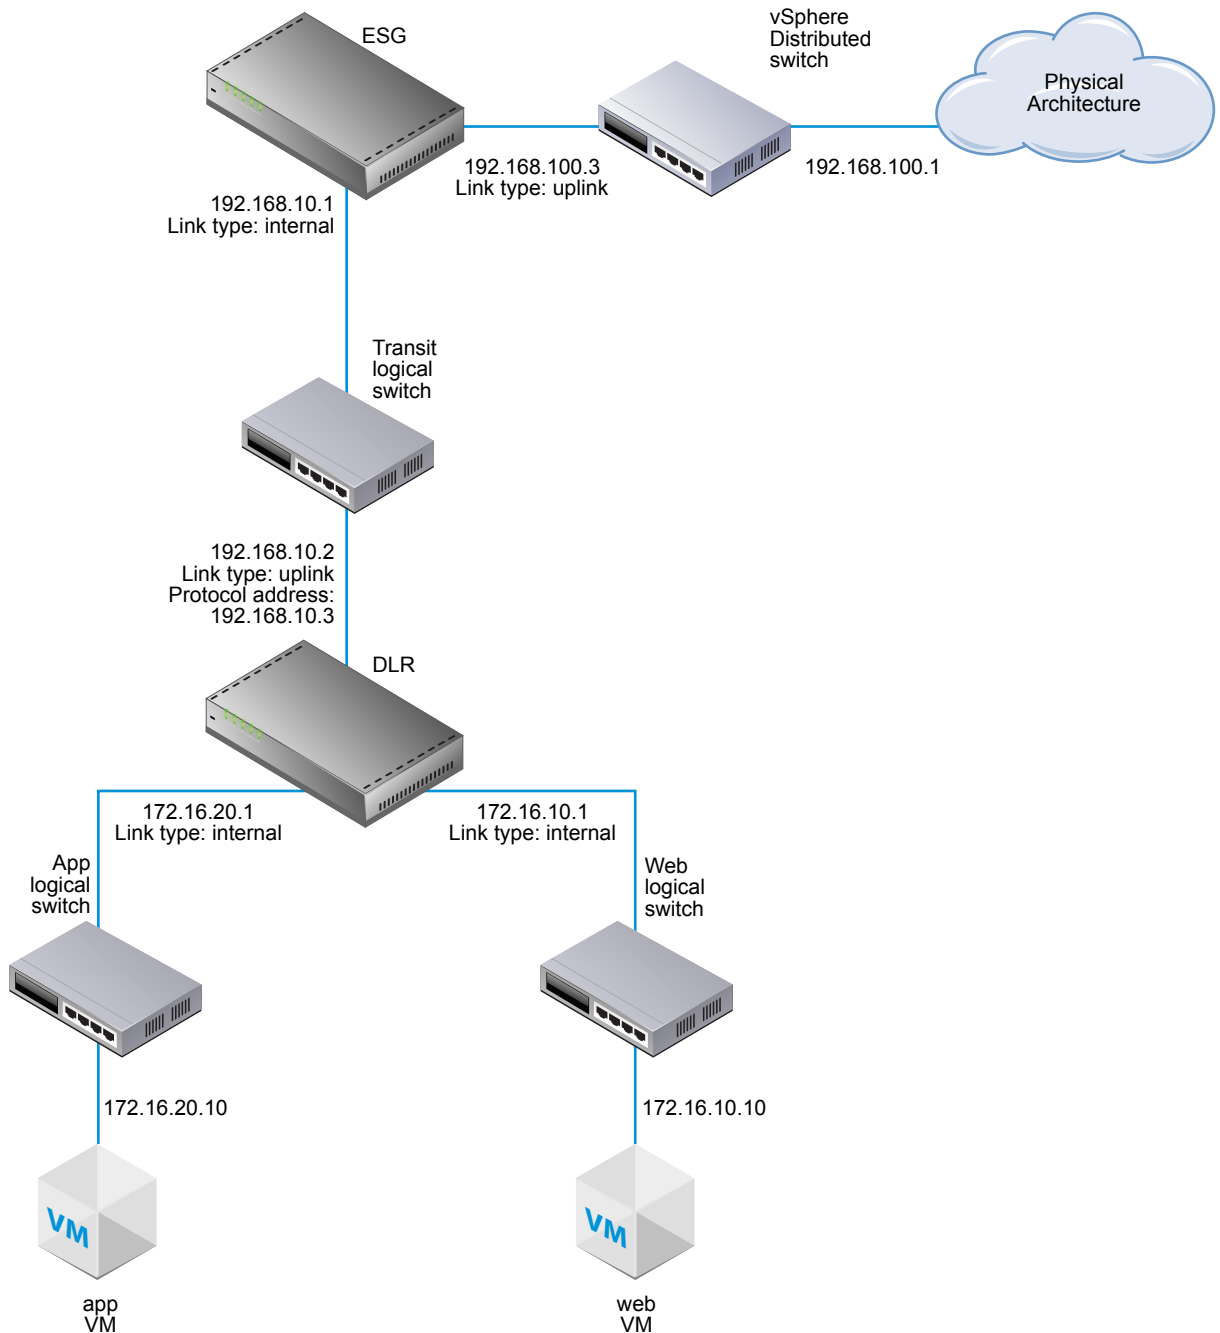 ESG
vSphere
Distributed
switch
Physical
Architecture
192.168.100.3
Link type: uplink
192.168.100.1
192.168.10.1
Link type: internal
Transit
logical
switch
192.168.10.2
Link type: uplink
Protocol address:
192.168.10.3
DLR
172.16.20.1
Link type: internal
172.16.10.1
Link type: internal
App
logical
switch
Web
logical
switch
172.16.20.10
172.16.10.10
VM
VM
app
VM
web
VM